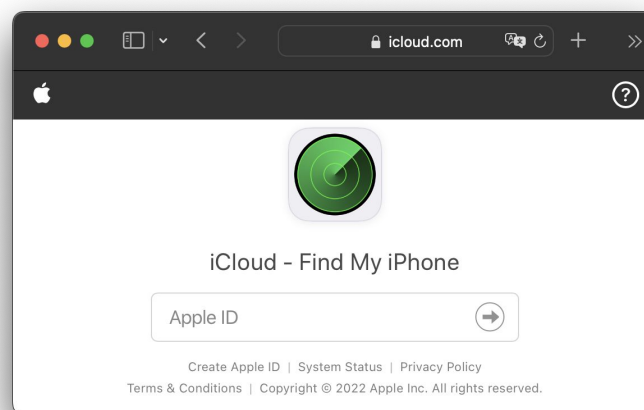 icloud.com
iCloud - Find My iPhone
Apple ID
Create Apple ID | System Status | Privacy Policy
Terms & Conditions | Copyright © 2022 Apple Inc. All rights reserved.